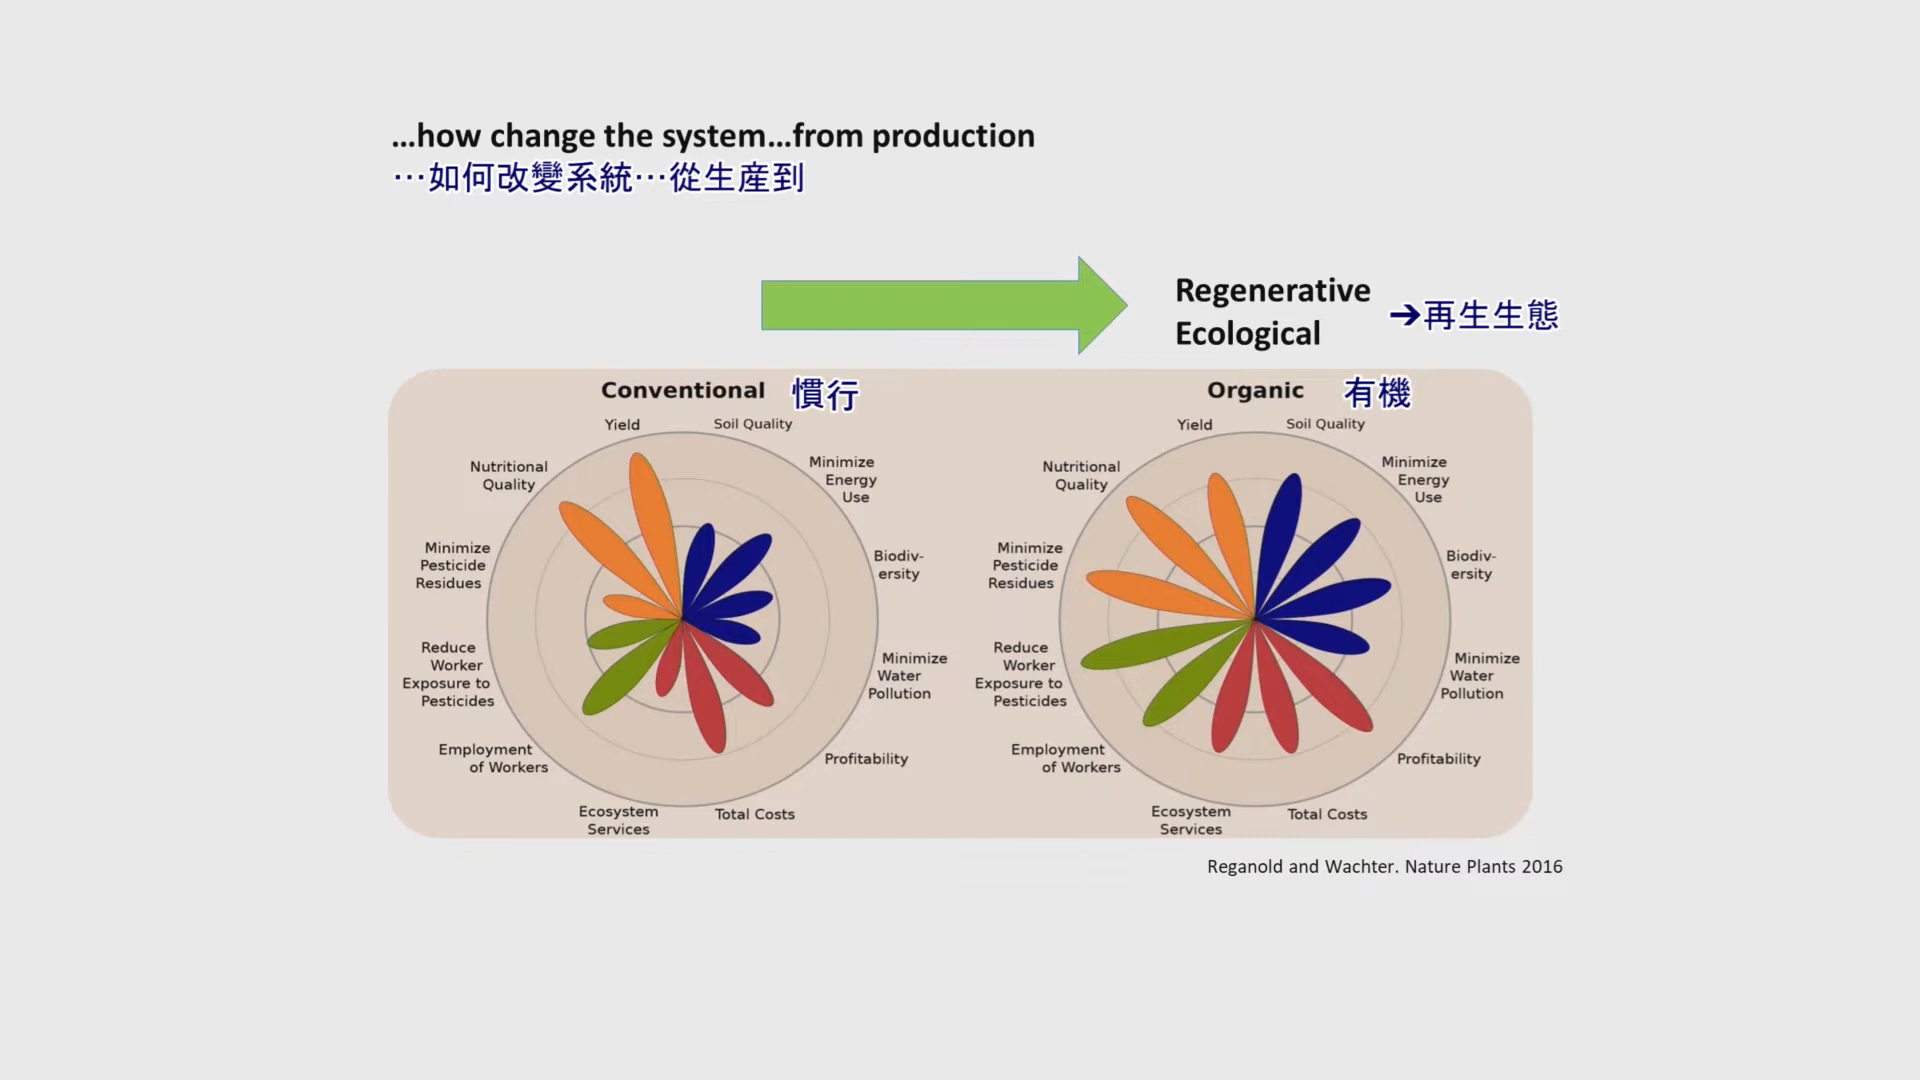 ...how change the system...from production
…如何改變系統…從生産到
Regenerative
Ecological
➔再生生態
Conventional 慣行
Yield
Soil Quality
Nutritional
Quality
Minimize
Energy
Use
Minimize
Pesticide
Residues
Biodiv-
ersity
Reduce
Worker
Exposure to
Pesticides
Minimize
Water
Pollution
Employment
of Workers
Profitability
Ecosystem
Services
Total Costs
Organic 有機
Yield
Soil Quality
Nutritional
Quality
Minimize
Energy
Use
Minimize
Pesticide
Residues
Biodiv-
ersity
Reduce
Worker
Exposure to
Pesticides
Minimize
Water
Pollution
Employment
of Workers
Profitability
Ecosystem
Services
Total Costs
Reganold and Wachter. Nature Plants 2016